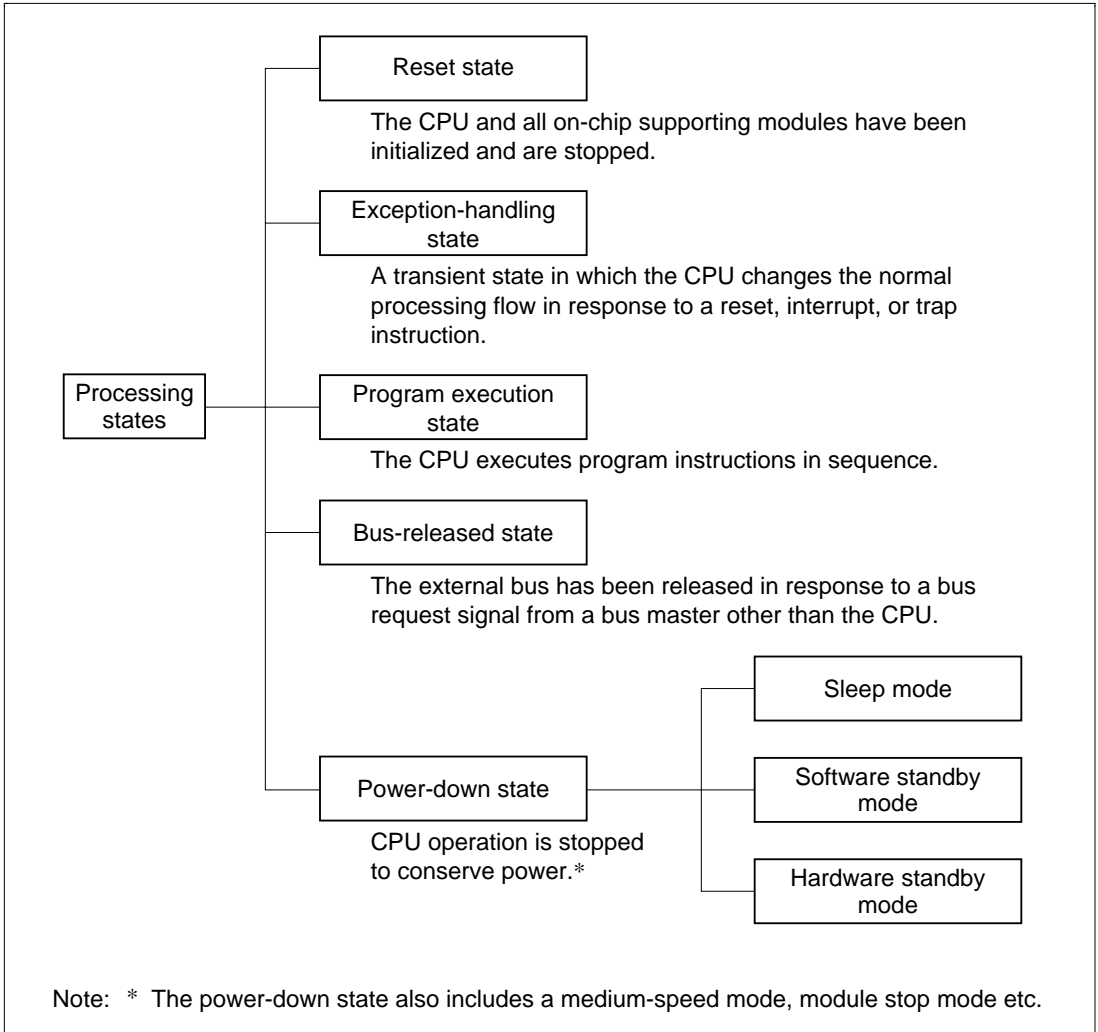 Reset state
The CPU and all on-chip supporting modules have been
initialized and are stopped.
Exception-handling
state
A transient state in which the CPU changes the normal
processing flow in response to a reset, interrupt, or trap
instruction.
Processing
states
Program execution
state
The CPU executes program instructions in sequence.
Bus-released state
The external bus has been released in response to a bus
request signal from a bus master other than the CPU.
Power-down state
CPU operation is stopped
to conserve power.*
Sleep mode
Software standby
mode
Hardware standby
mode
Note: * The power-down state also includes a medium-speed mode, module stop mode etc.